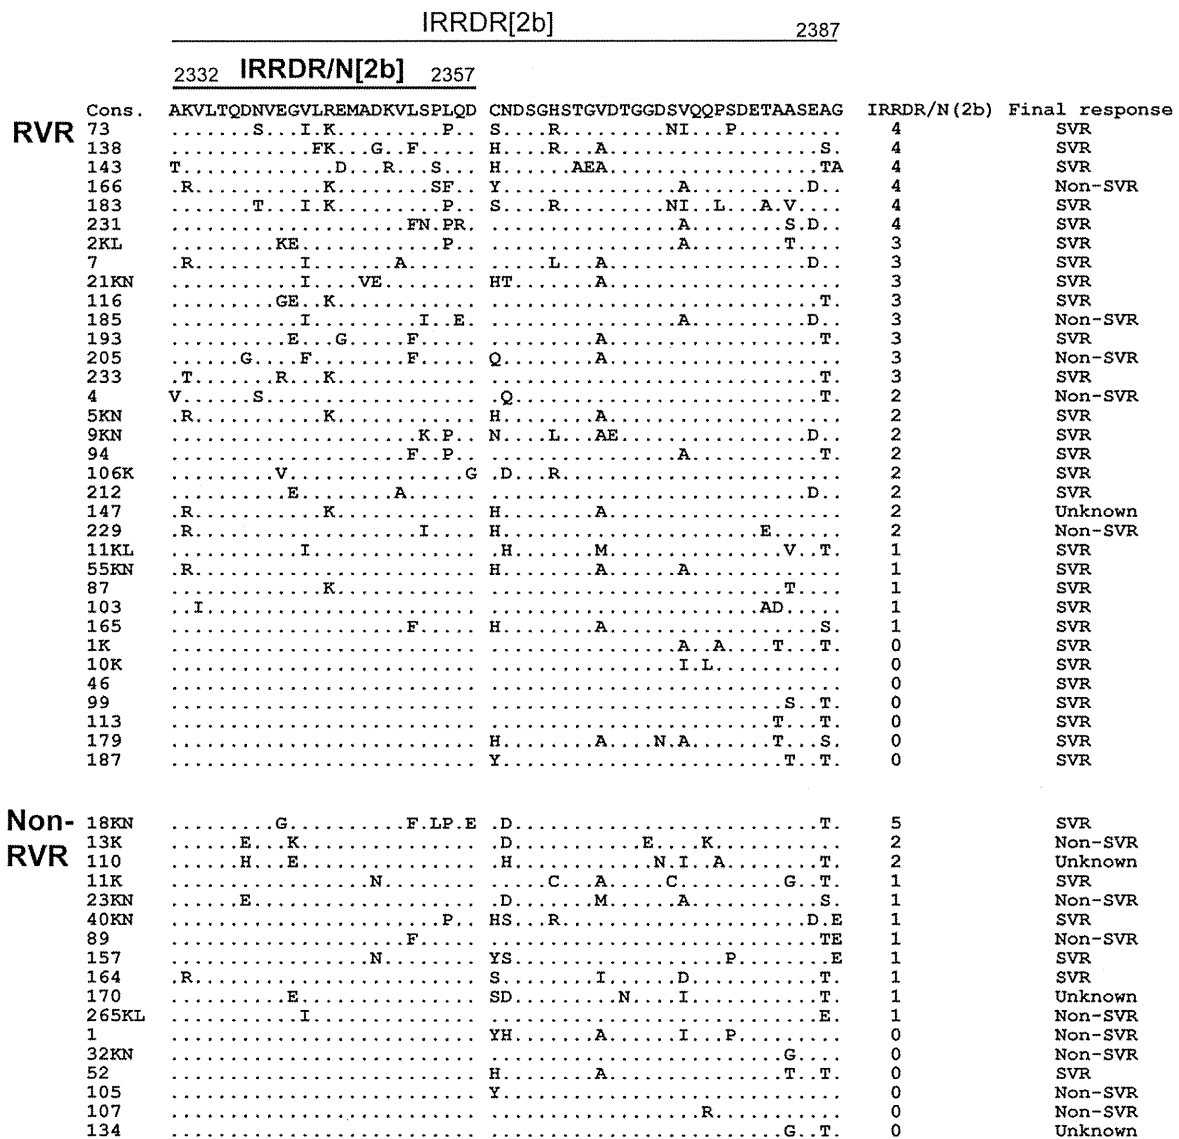 IRRDR[2b]
2387
2332 IRRDR/N[2b] 2357
Cons. AKVLTQDNVEGVLREMADKVLSPLQD CNDSGHSTGVDTGGDSVQQPSDETAASEAG IRRDR/N(2b) Final response
RVR
73 .......S...I.K.........P.. S....R.........NI...P......... 4 SVR
138 ............FK...G..F..... H....R...A..................S. 4 SVR
143 T.............D...R...S... H......AEA..................TA 4 SVR
166 .R...........K........SF.. Y...............A..........D.. 4 Non-SVR
183 .......T...I.K.........P.. S....R.........NI..L...A.V.... 4 SVR
231 ....................FN.PR. ................A........S.D.. 4 SVR
2KL .........KE............P.. ................A........T.... 3 SVR
7 .R.........I.......A...... .....L...A.................D.. 3 SVR
21KN ...........I....VE........ HT.......A.................... 3 SVR
116 .........GE..K............ ............................T. 3 SVR
185 ...........I.........I..E. ................A..........D.. 3 Non-SVR
193 ..........E...G.....F..... .........A..................T. 3 SVR
205 ......G....F........F..... Q........A.................... 3 Non-SVR
233 .T.......R...K............ ............................T. 3 SVR
4 V......S.................. .Q..........................T. 2 Non-SVR
5KN .R...........K............ H........A.................... 2 SVR
9KN .....................K.P.. N....L...AE................D.. 2 SVR
94 ....................F..P.. ................A...........T. 2 SVR
106K .........V...............G .D...R........................ 2 SVR
212 ..........E........A...... ...........................D.. 2 SVR
147 .R...........K............ H........A.................... 2 Unknown
229 .R...................I.... H......................E...... 2 Non-SVR
11KL ...........I.............. .H.......M...............V..T. 1 SVR
55KN .R........................ H........A......A............. 1 SVR
87 .............K............ .........................T.... 1 SVR
103 ..I....................... .......................AD..... 1 SVR
165 ....................F..... H........A..................S. 1 SVR
1K .......................... ................A..A....T...T. 0 SVR
10K .......................... ................I.L........... 0 SVR
46 .......................... .............................. 0 SVR
99 .......................... .........................S..T. 0 SVR
113 .......................... ........................T...T. 0 SVR
179 .......................... H........A....N.A.......T...S. 0 SVR
187 .......................... Y........................T..T. 0 SVR
Non-RVR
18KN .........G..........F.LP.E .D..........................T. 5 SVR
13K ......E...K............... .D...........E....K........... 2 Non-SVR
110 ......H...E............... .H............N.I..A........T. 2 Unknown
11K .................N........ .....C...A.....C.........G..T. 1 SVR
23KN ......E................... .D.......M......A...........S. 1 Non-SVR
40KN .......................P.. HS...R.....................D.E 1 SVR
89 ....................F..... ............................TE 1 Non-SVR
157 .................N........ YS..................P........E 1 SVR
164 .R........................ S........I......D...........T. 1 SVR
170 ..........E............... SD.........N....I...........T. 1 Unknown
265KL ...........I.............. ............................E. 1 Non-SVR
1 .......................... YH.......A......I...P......... 0 Non-SVR
32KN .......................... .........................G.... 0 Non-SVR
52 .......................... H........A...............T..T. 0 SVR
105 .......................... Y............................. 0 Non-SVR
107 .......................... ..................R........... 0 Non-SVR
134 .......................... .........................G..T. 0 Unknown